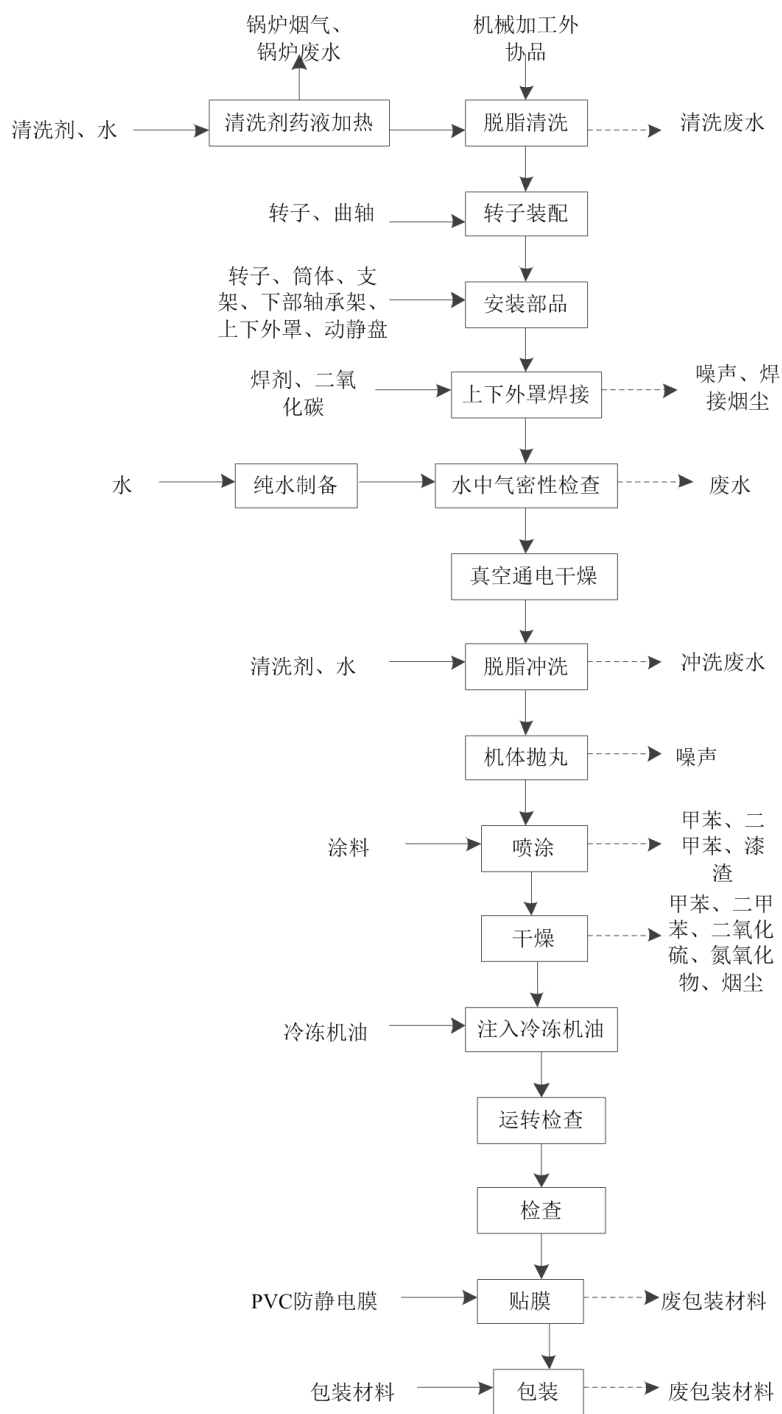 锅炉烟气、
锅炉废水
机械加工外
协品
清洗剂、水
清洗剂药液加热
脱脂清洗
清洗废水
转子、曲轴
转子装配
转子、筒体、支
架、下部轴承架、
上下外罩、动静盘
安装部品
焊剂、二氧
化碳
上下外罩焊接
噪声、焊
接烟尘
水
纯水制备
水中气密性检查
废水
真空通电干燥
清洗剂、水
脱脂冲洗
冲洗废水
机体抛丸
噪声
涂料
喷涂
甲苯、二
甲苯、漆
渣
干燥
甲苯、二甲
苯、二氧化
硫、氮氧化
物、烟尘
冷冻机油
注入冷冻机油
运转检查
检查
PVC防静电膜
贴膜
废包装材料
包装材料
包装
废包装材料